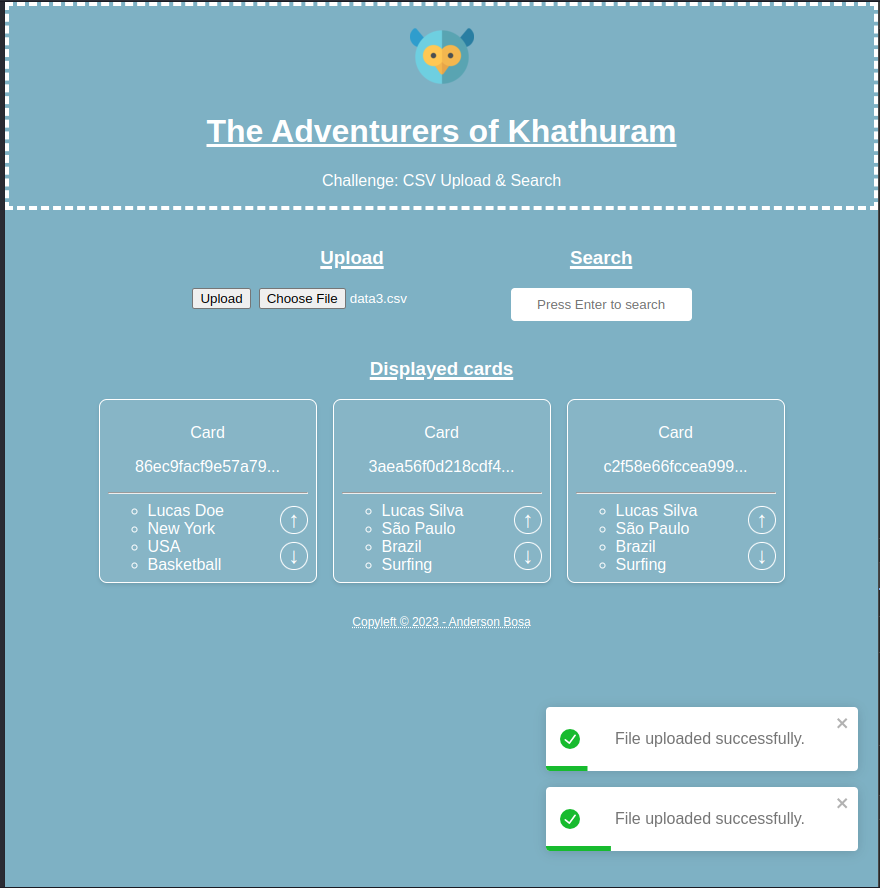 The Adventurers of Khathuram
Challenge: CSV Upload & Search
Upload
Search
Upload Choose File data3.csv
Press Enter to search
Displayed cards
Card
86ec9facf9e57a79...
Lucas Doe
New York
USA
Basketball
↑
↓
Card
3aea56f0d218cdf4...
Lucas Silva
São Paulo
Brazil
Surfing
↑
↓
Card
c2f58e66fccea999...
Lucas Silva
São Paulo
Brazil
Surfing
↑
↓
Copyleft © 2023 - Anderson Bosa
File uploaded successfully.
File uploaded successfully.